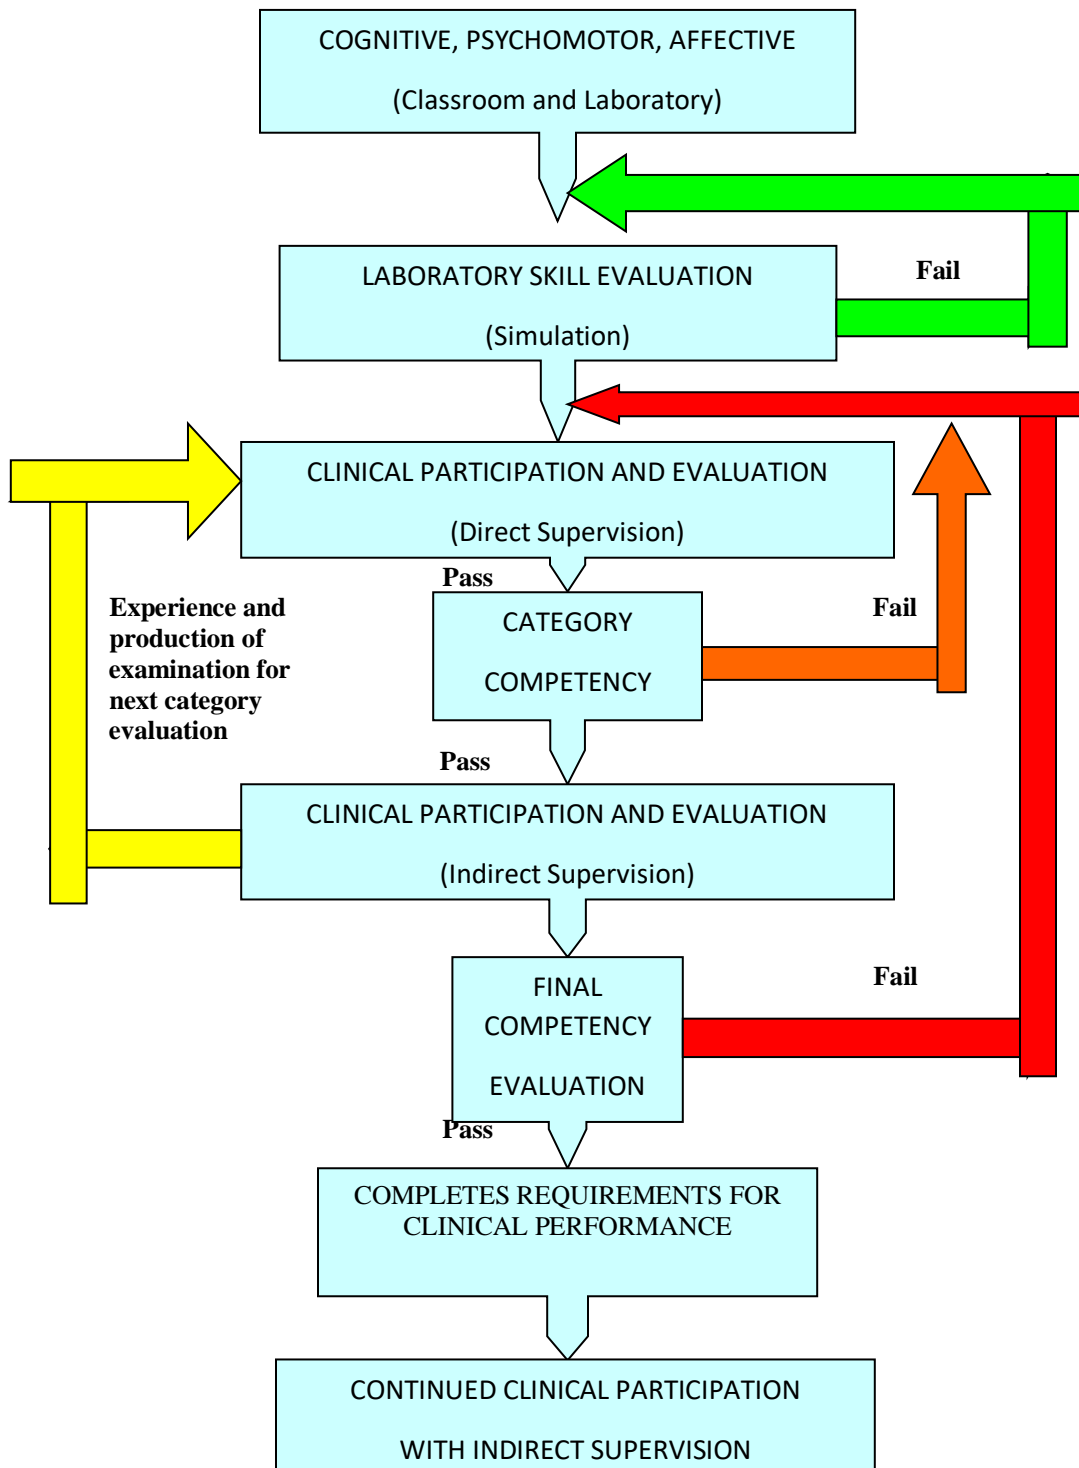 COGNITIVE, PSYCHOMOTOR, AFFECTIVE
(Classroom and Laboratory)
LABORATORY SKILL EVALUATION
(Simulation)
Fail
CLINICAL PARTICIPATION AND EVALUATION
(Direct Supervision)
Pass
Experience and
production of
examination for
next category
evaluation
CATEGORY
COMPETENCY
Fail
Pass
CLINICAL PARTICIPATION AND EVALUATION
(Indirect Supervision)
FINAL
COMPETENCY
EVALUATION
Fail
Pass
COMPLETES REQUIREMENTS FOR
CLINICAL PERFORMANCE
CONTINUED CLINICAL PARTICIPATION
WITH INDIRECT SUPERVISION